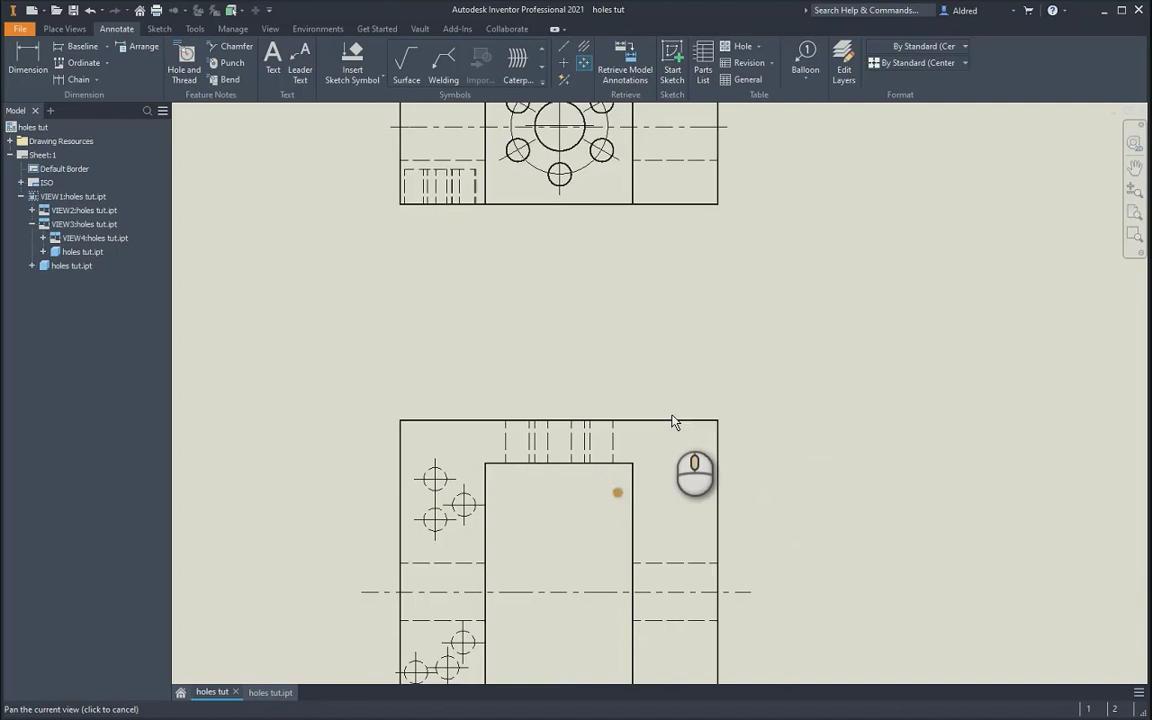 Autodesk Inventor Professional 2021 holes tut
Search Help & Commands...
Aldred
File Place Views Annotate Sketch Tools Manage View Environments Get Started Vault Add-Ins Collaborate
Dimension
Baseline
Ordinate
Chain
Arrange
Dimension
Hole and Thread
Chamfer
Punch
Bend
Feature Notes
Text
Leader Text
Text
Insert Sketch Symbol
Surface
Welding
Impor...
Caterp...
Symbols
Retrieve Model Annotations
Retrieve
Start Sketch
Sketch
Parts List
Hole
Revision
General
Table
Balloon
Edit Layers
By Standard (Cer
By Standard (Center
Format
Model
holes tut
Drawing Resources
Sheet:1
Default Border
ISO
VIEW1:holes tut.ipt
VIEW2:holes tut.ipt
VIEW3:holes tut.ipt
VIEW4:holes tut.ipt
holes tut.ipt
holes tut.ipt
holes tut
holes tut.ipt
Pan the current view (click to cancel)
1 2